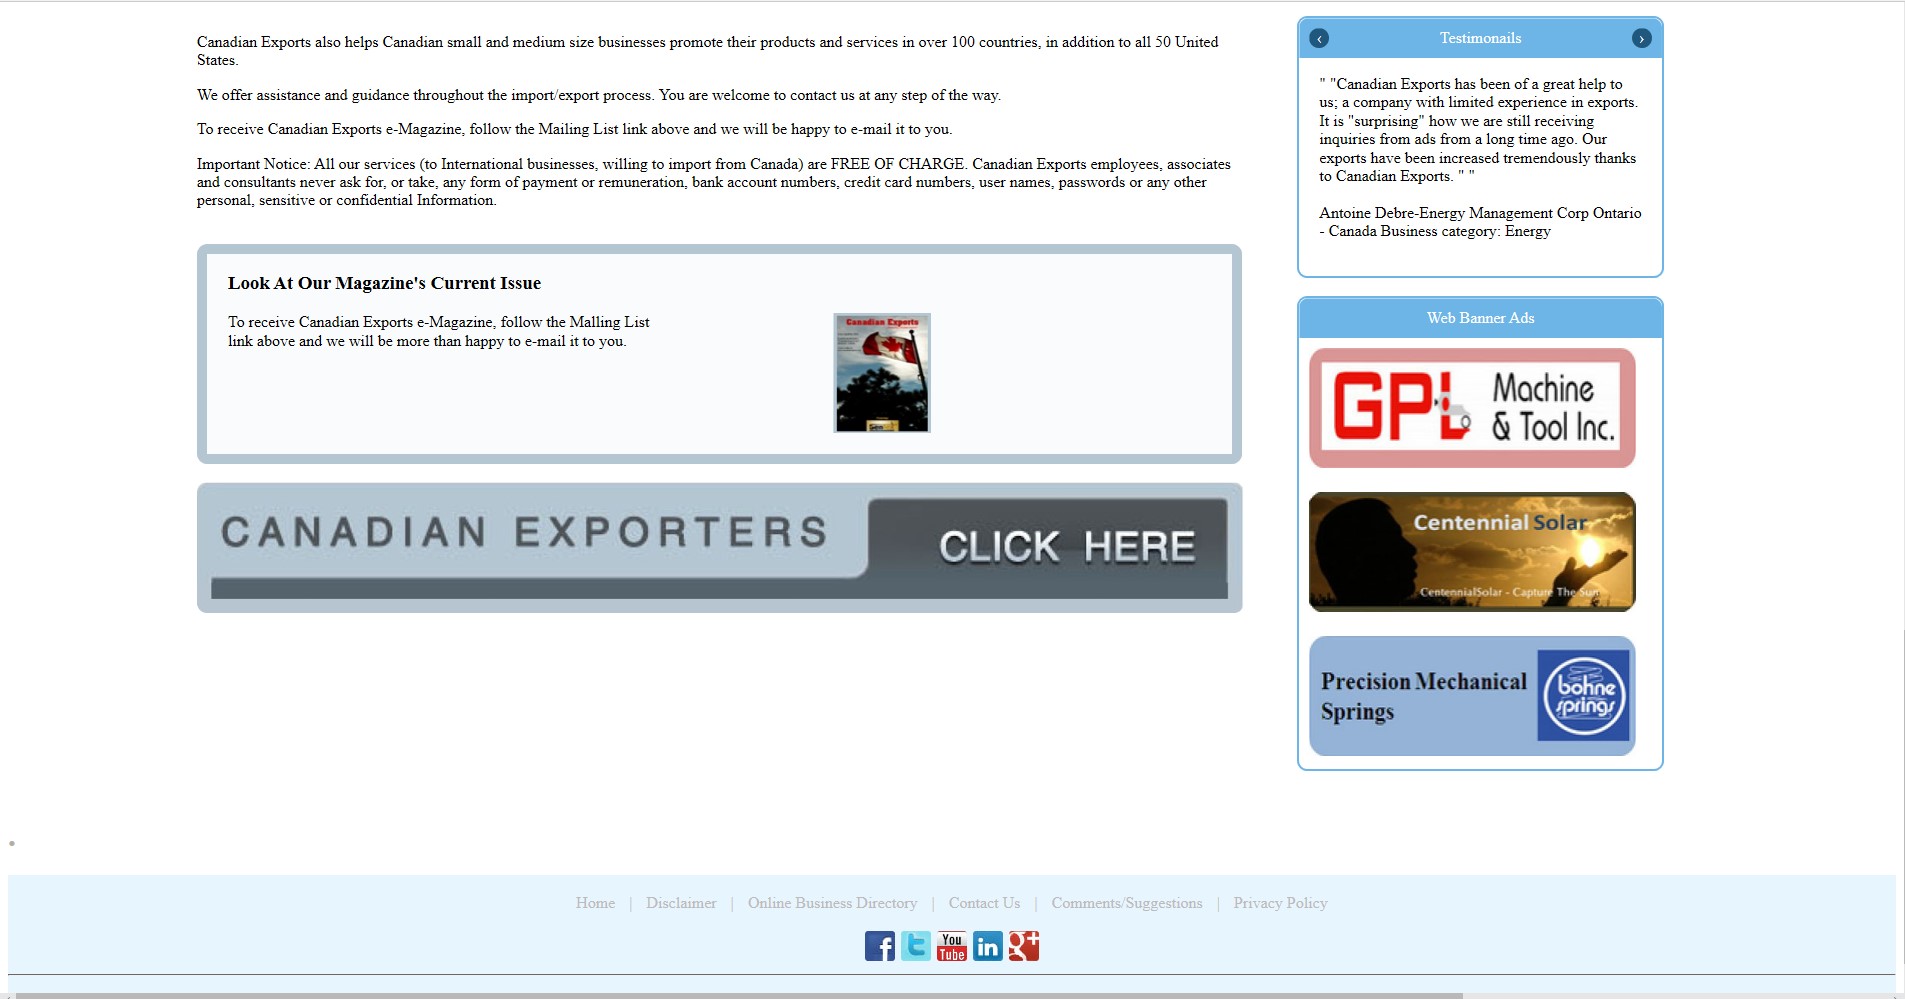 Canadian Exports also helps Canadian small and medium size businesses promote their products and services in over 100 countries, in addition to all 50 United
States.
We offer assistance and guidance throughout the import/export process. You are welcome to contact us at any step of the way.
To receive Canadian Exports e-Magazine, follow the Mailing List link above and we will be happy to e-mail it to you.
Important Notice: All our services (to International businesses, willing to import from Canada) are FREE OF CHARGE. Canadian Exports employees, associates
and consultants never ask for, or take, any form of payment or remuneration, bank account numbers, credit card numbers, user names, passwords or any other
personal, sensitive or confidential Information.
Look At Our Magazine's Current Issue
To receive Canadian Exports e-Magazine, follow the Malling List
link above and we will be more than happy to e-mail it to you.
Canadian Exports
CANADIAN EXPORTERS
CLICK HERE
‹ Testimonails ›
" "Canadian Exports has been of a great help to
us; a company with limited experience in exports.
It is "surprising" how we are still receiving
inquiries from ads from a long time ago. Our
exports have been increased tremendously thanks
to Canadian Exports. " "
Antoine Debre-Energy Management Corp Ontario
- Canada Business category: Energy
Web Banner Ads
GPL Machine
& Tool Inc.
Centennial Solar
CentennialSolar - Capture The Sun
Precision Mechanical
Springs
bohne
springs
Home | Disclaimer | Online Business Directory | Contact Us | Comments/Suggestions | Privacy Policy
f t You Tube in g+